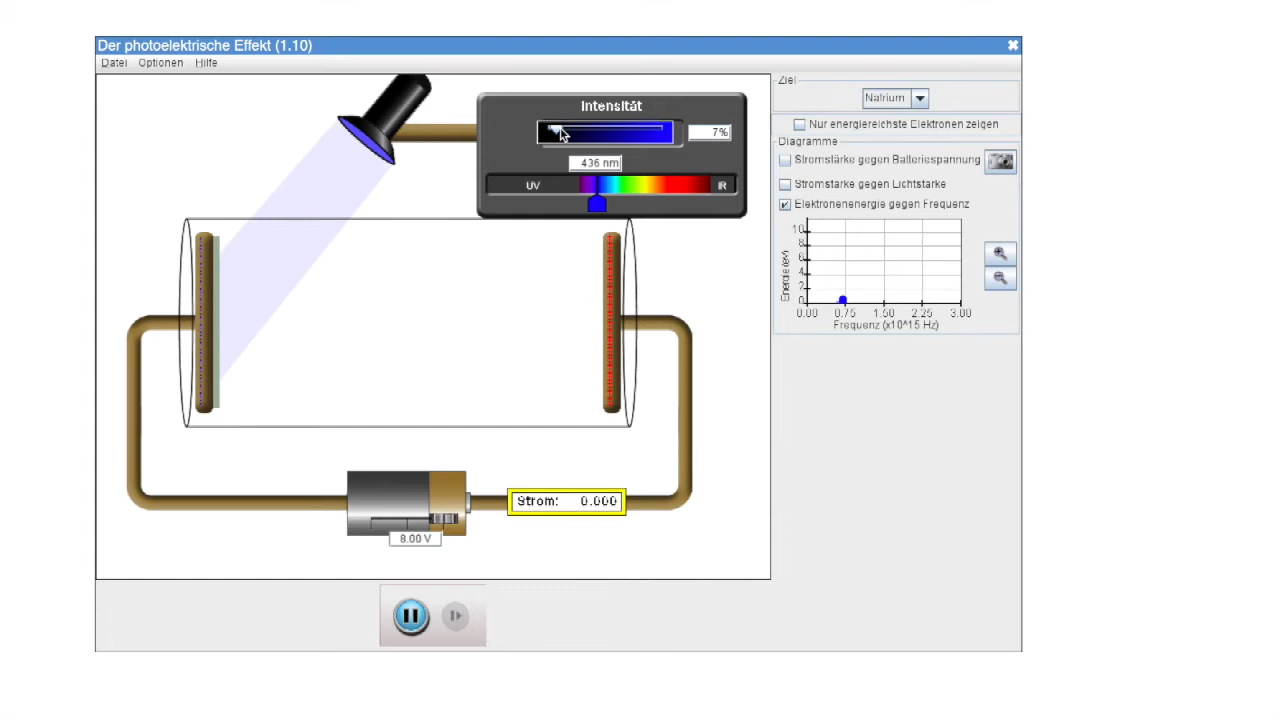 Der photoelektrische Effekt (1.10)
Datei Optionen Hilfe
Intensität
7%
436 nm
UV IR
Strom: 0.000
8.00 V
Ziel
Natrium
Nur energiereichste Elektronen zeigen
Diagramme
Stromstärke gegen Batteriespannung
Stromstärke gegen Lichtstärke
Elektronenenergie gegen Frequenz
Energie (eV)
10
8
6
4
2
0
0.00 0.75 1.50 2.25 3.00
Frequenz (x10^15 Hz)